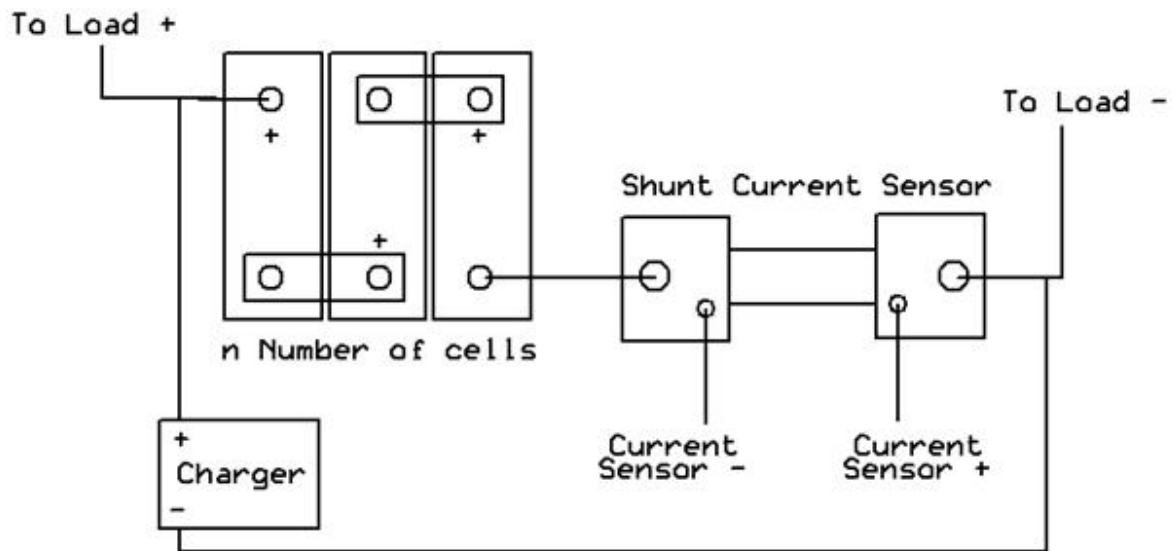 To Load +
To Load -
+
+
+
Shunt Current Sensor
n Number of cells
+
Charger
-
Current
Sensor -
Current
Sensor +